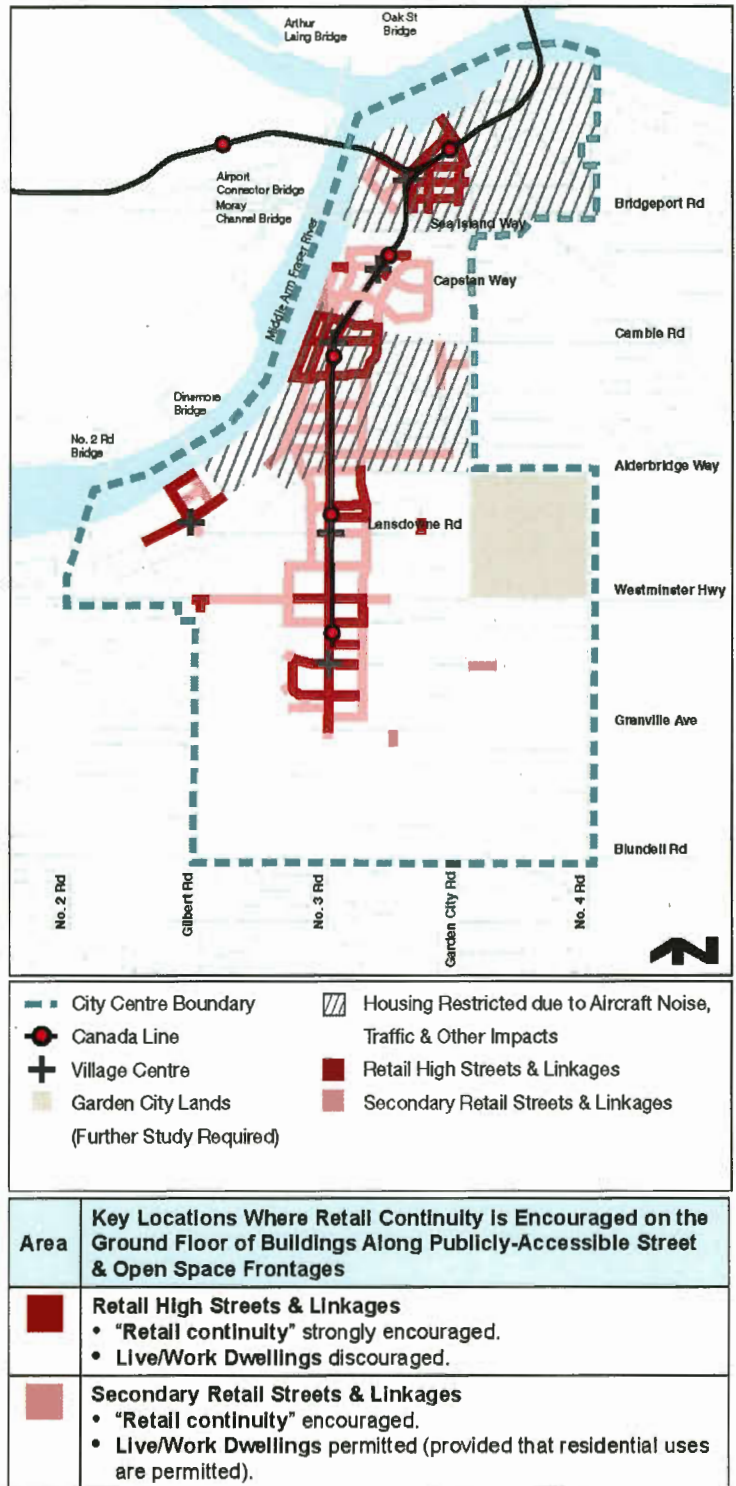 Arthur
Laing Bridge
Oak St
Bridge
Airport
Connector Bridge
Moray
Channel Bridge
Bridgeport Rd
Sea Island Way
Middle Arm Fraser River
Capstan Way
Cambie Rd
Dinsmore
Bridge
No. 2 Rd
Bridge
Alderbridge Way
Lansdowne Rd
Westminster Hwy
Granville Ave
Blundell Rd
No. 2 Rd
Gilbert Rd
No. 3 Rd
Garden City Rd
No. 4 Rd
N
City Centre Boundary
Canada Line
Village Centre
Garden City Lands
(Further Study Required)
Housing Restricted due to Aircraft Noise,
Traffic & Other Impacts
Retail High Streets & Linkages
Secondary Retail Streets & Linkages
Area
Key Locations Where Retail Continuity is Encouraged on the
Ground Floor of Buildings Along Publicly-Accessible Street
& Open Space Frontages
Retail High Streets & Linkages
• "Retail continuity" strongly encouraged.
• Live/Work Dwellings discouraged.
Secondary Retail Streets & Linkages
• "Retail continuity" encouraged.
• Live/Work Dwellings permitted (provided that residential uses
are permitted).